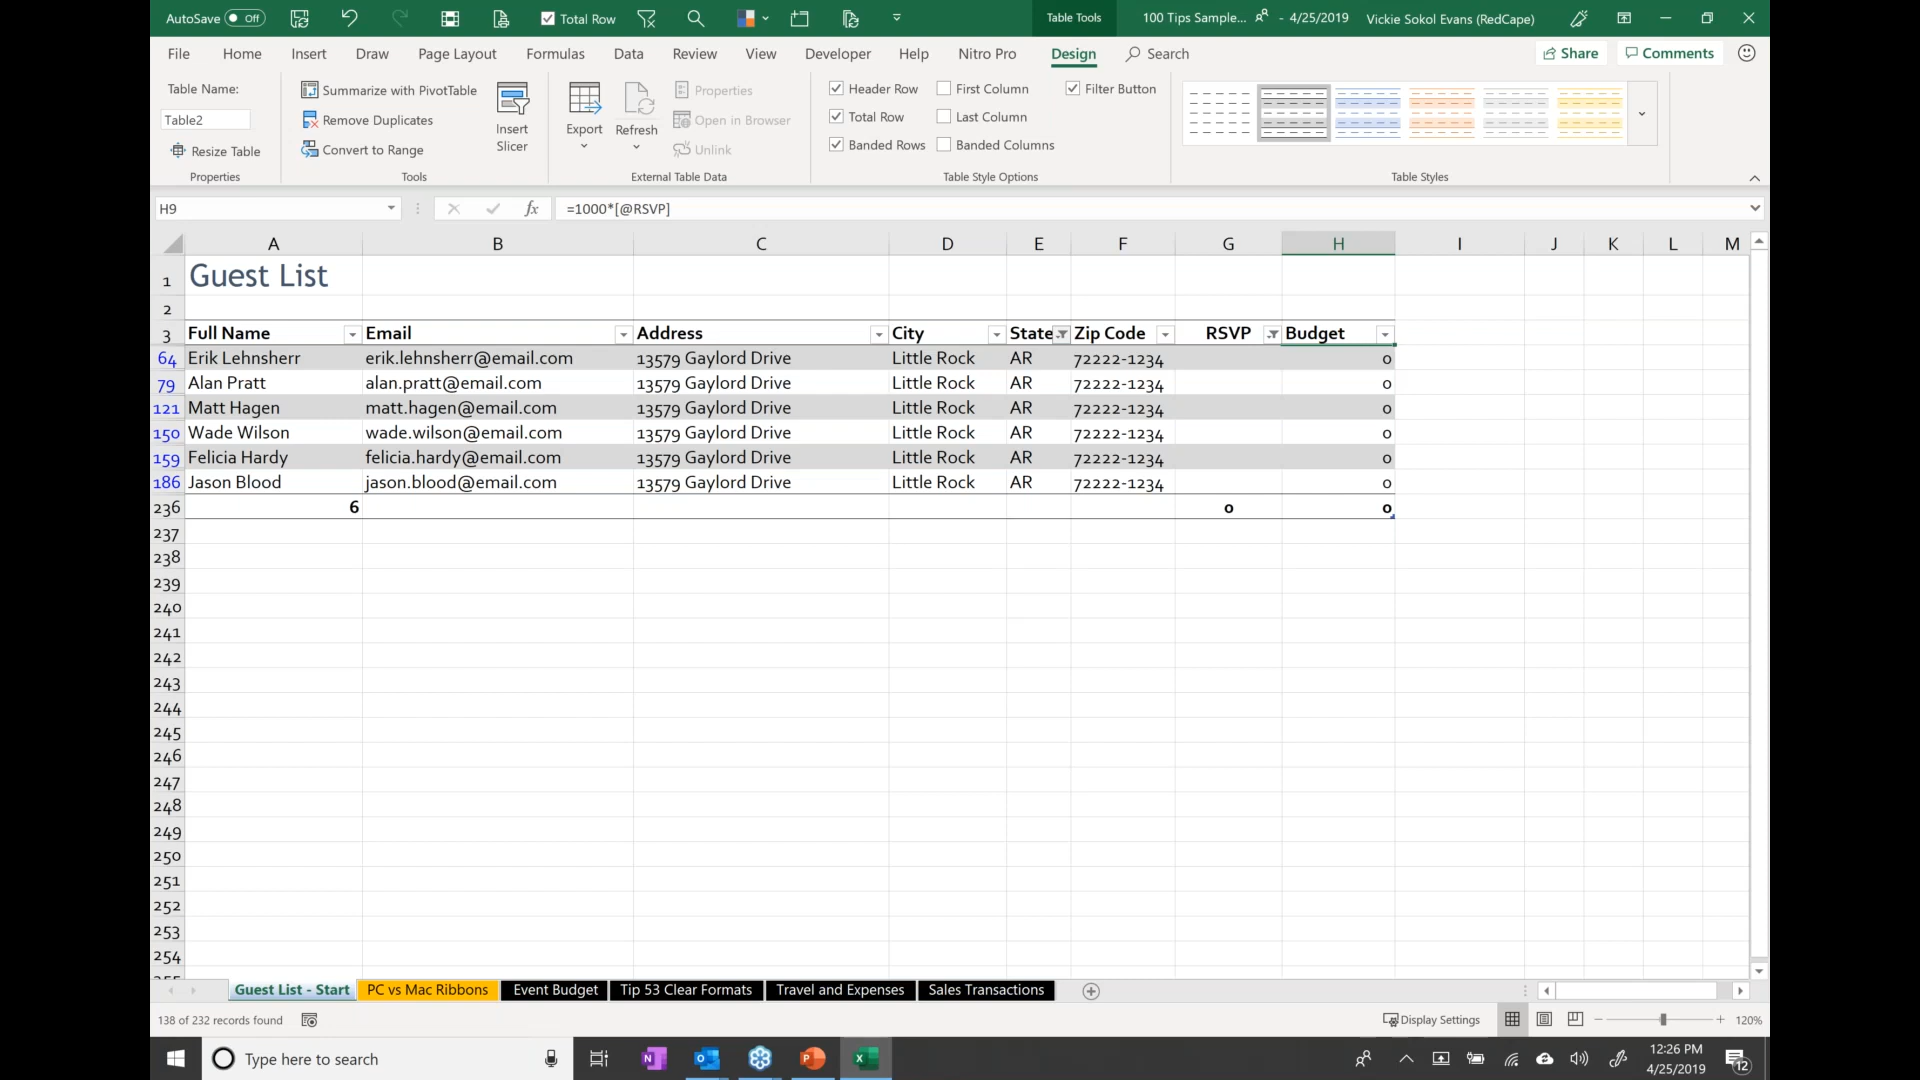 AutoSave Off Total Row Table Tools 100 Tips Sample... - 4/25/2019 Vickie Sokol Evans (RedCape)
File Home Insert Draw Page Layout Formulas Data Review View Developer Help Nitro Pro Design Search Share Comments
Table Name:
Table2
Resize Table
Properties
Summarize with PivotTable
Remove Duplicates
Convert to Range
Insert
Slicer
Tools
Export
Refresh
Properties
Open in Browser
Unlink
External Table Data
Header Row First Column Filter Button
Total Row Last Column
Banded Rows Banded Columns
Table Style Options
Table Styles
H9 fx =1000*[@RSVP]
A B C D E F G H I J K L M
1 Guest List
2
3 Full Name Email Address City State Zip Code RSVP Budget
64 Erik Lehnsherr erik.lehnsherr@email.com 13579 Gaylord Drive Little Rock AR 72222-1234 0
79 Alan Pratt alan.pratt@email.com 13579 Gaylord Drive Little Rock AR 72222-1234 0
121 Matt Hagen matt.hagen@email.com 13579 Gaylord Drive Little Rock AR 72222-1234 0
150 Wade Wilson wade.wilson@email.com 13579 Gaylord Drive Little Rock AR 72222-1234 0
159 Felicia Hardy felicia.hardy@email.com 13579 Gaylord Drive Little Rock AR 72222-1234 0
186 Jason Blood jason.blood@email.com 13579 Gaylord Drive Little Rock AR 72222-1234 0
236 6 0 0
237
238
239
240
241
242
243
244
245
246
247
248
249
250
251
252
253
254
255
Guest List - Start PC vs Mac Ribbons Event Budget Tip 53 Clear Formats Travel and Expenses Sales Transactions
138 of 232 records found Display Settings 120%
Type here to search 12:26 PM
4/25/2019 12